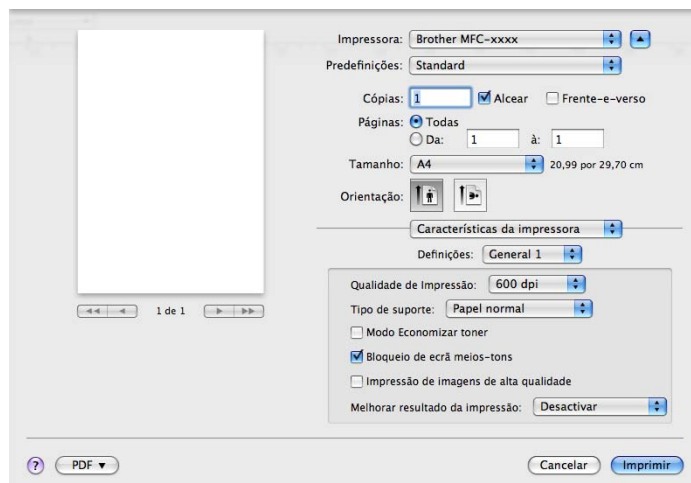 Impressora: Brother MFC-xxxx
Predefinições: Standard
Cópias: 1 Alcear Frente-e-verso
Páginas: Todas
Da: 1 à: 1
Tamanho: A4 20,99 por 29,70 cm
Orientação:
Características da impressora
Definições: General 1
Qualidade de Impressão: 600 dpi
1 de 1
Tipo de suporte: Papel normal
Modo Economizar toner
Bloqueio de ecrã meios-tons
Impressão de imagens de alta qualidade
Melhorar resultado da impressão: Desactivar
? PDF ▼ Cancelar Imprimir